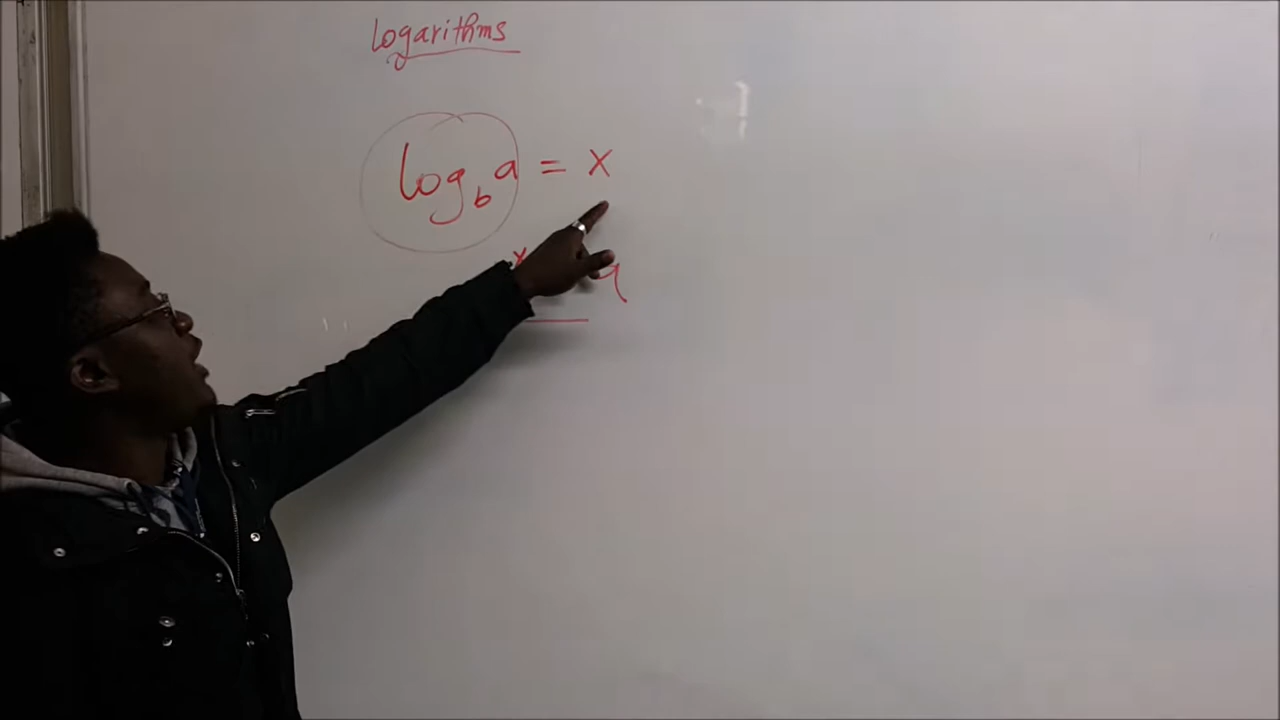 logarithms
log_b a = x
x a